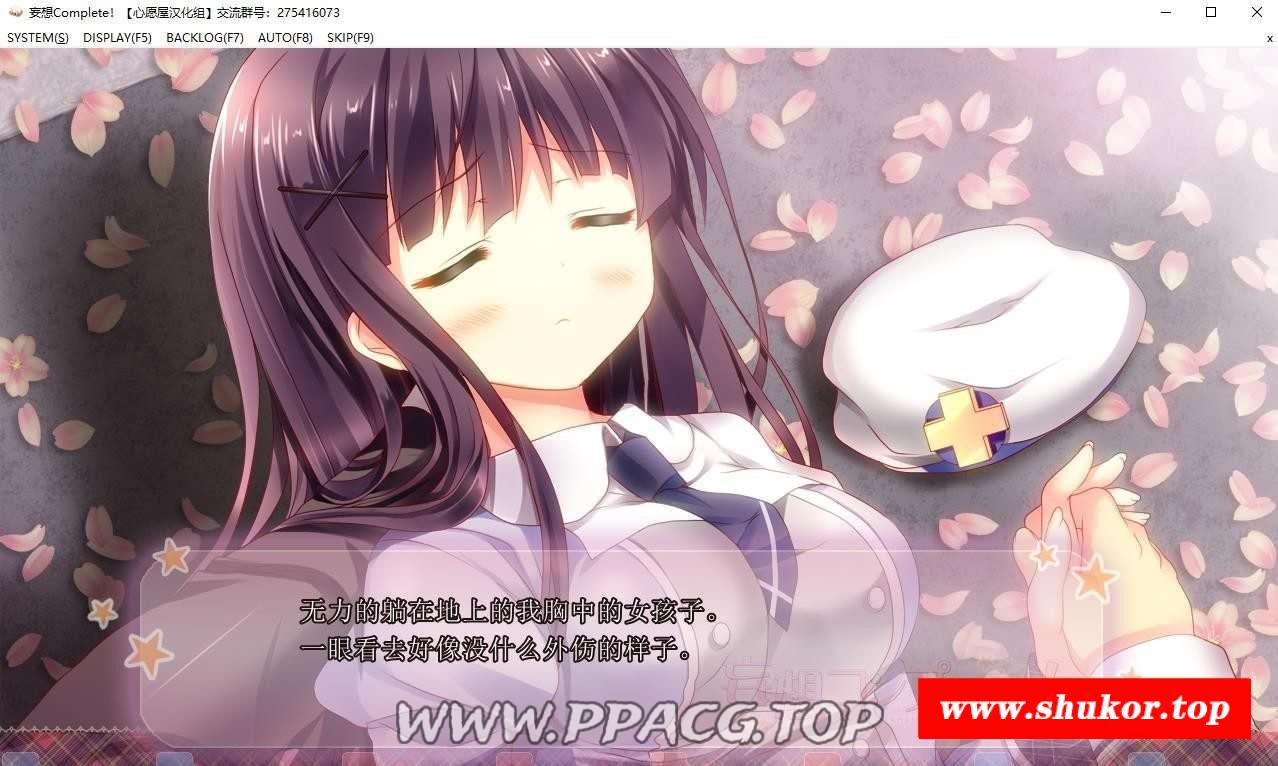 妄想Complete! 【心愿屋汉化组】交流群号：275416073
SYSTEM(S) DISPLAY(F5) BACKLOG(F7) AUTO(F8) SKIP(F9) x
无力的躺在地上的我胸中的女孩子。
一眼看去好像没什么外伤的样子。
WWW.PPACG.TOP
www.shukor.top